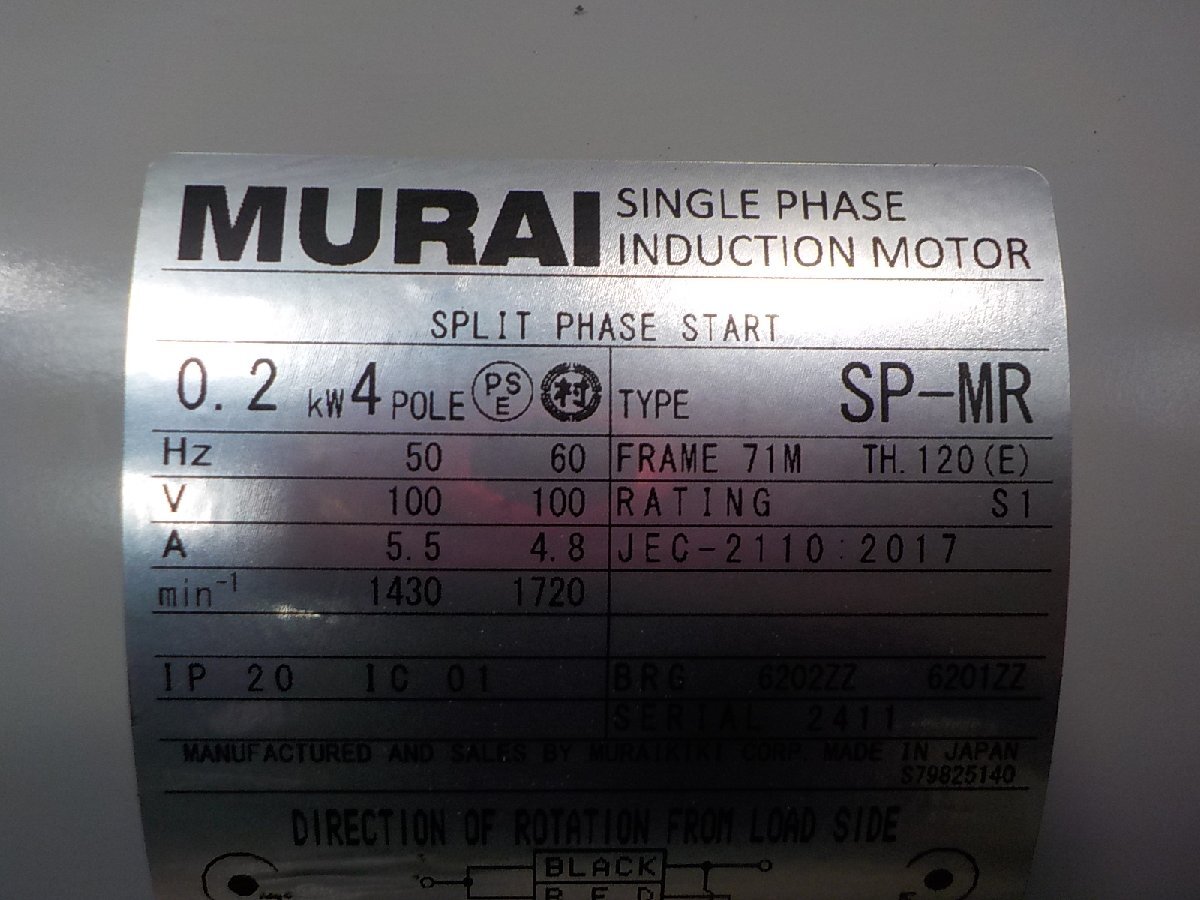 MURAI SINGLE PHASE
INDUCTION MOTOR
SPLIT PHASE START
0.2 kW 4 POLE PSE 村 TYPE SP-MR
Hz 50 60 FRAME 71M TH.120(E)
V 100 100 RATING S1
A 5.5 4.8 JEC-2110:2017
min⁻¹ 1430 1720
IP 20 IC 01 BRG 6202ZZ 6201ZZ
SERIAL 2411
MANUFACTURED AND SALES BY MURAIKIKI CORP. MADE IN JAPAN
S79825140
DIRECTION OF ROTATION FROM LOAD SIDE
BLACK
RED